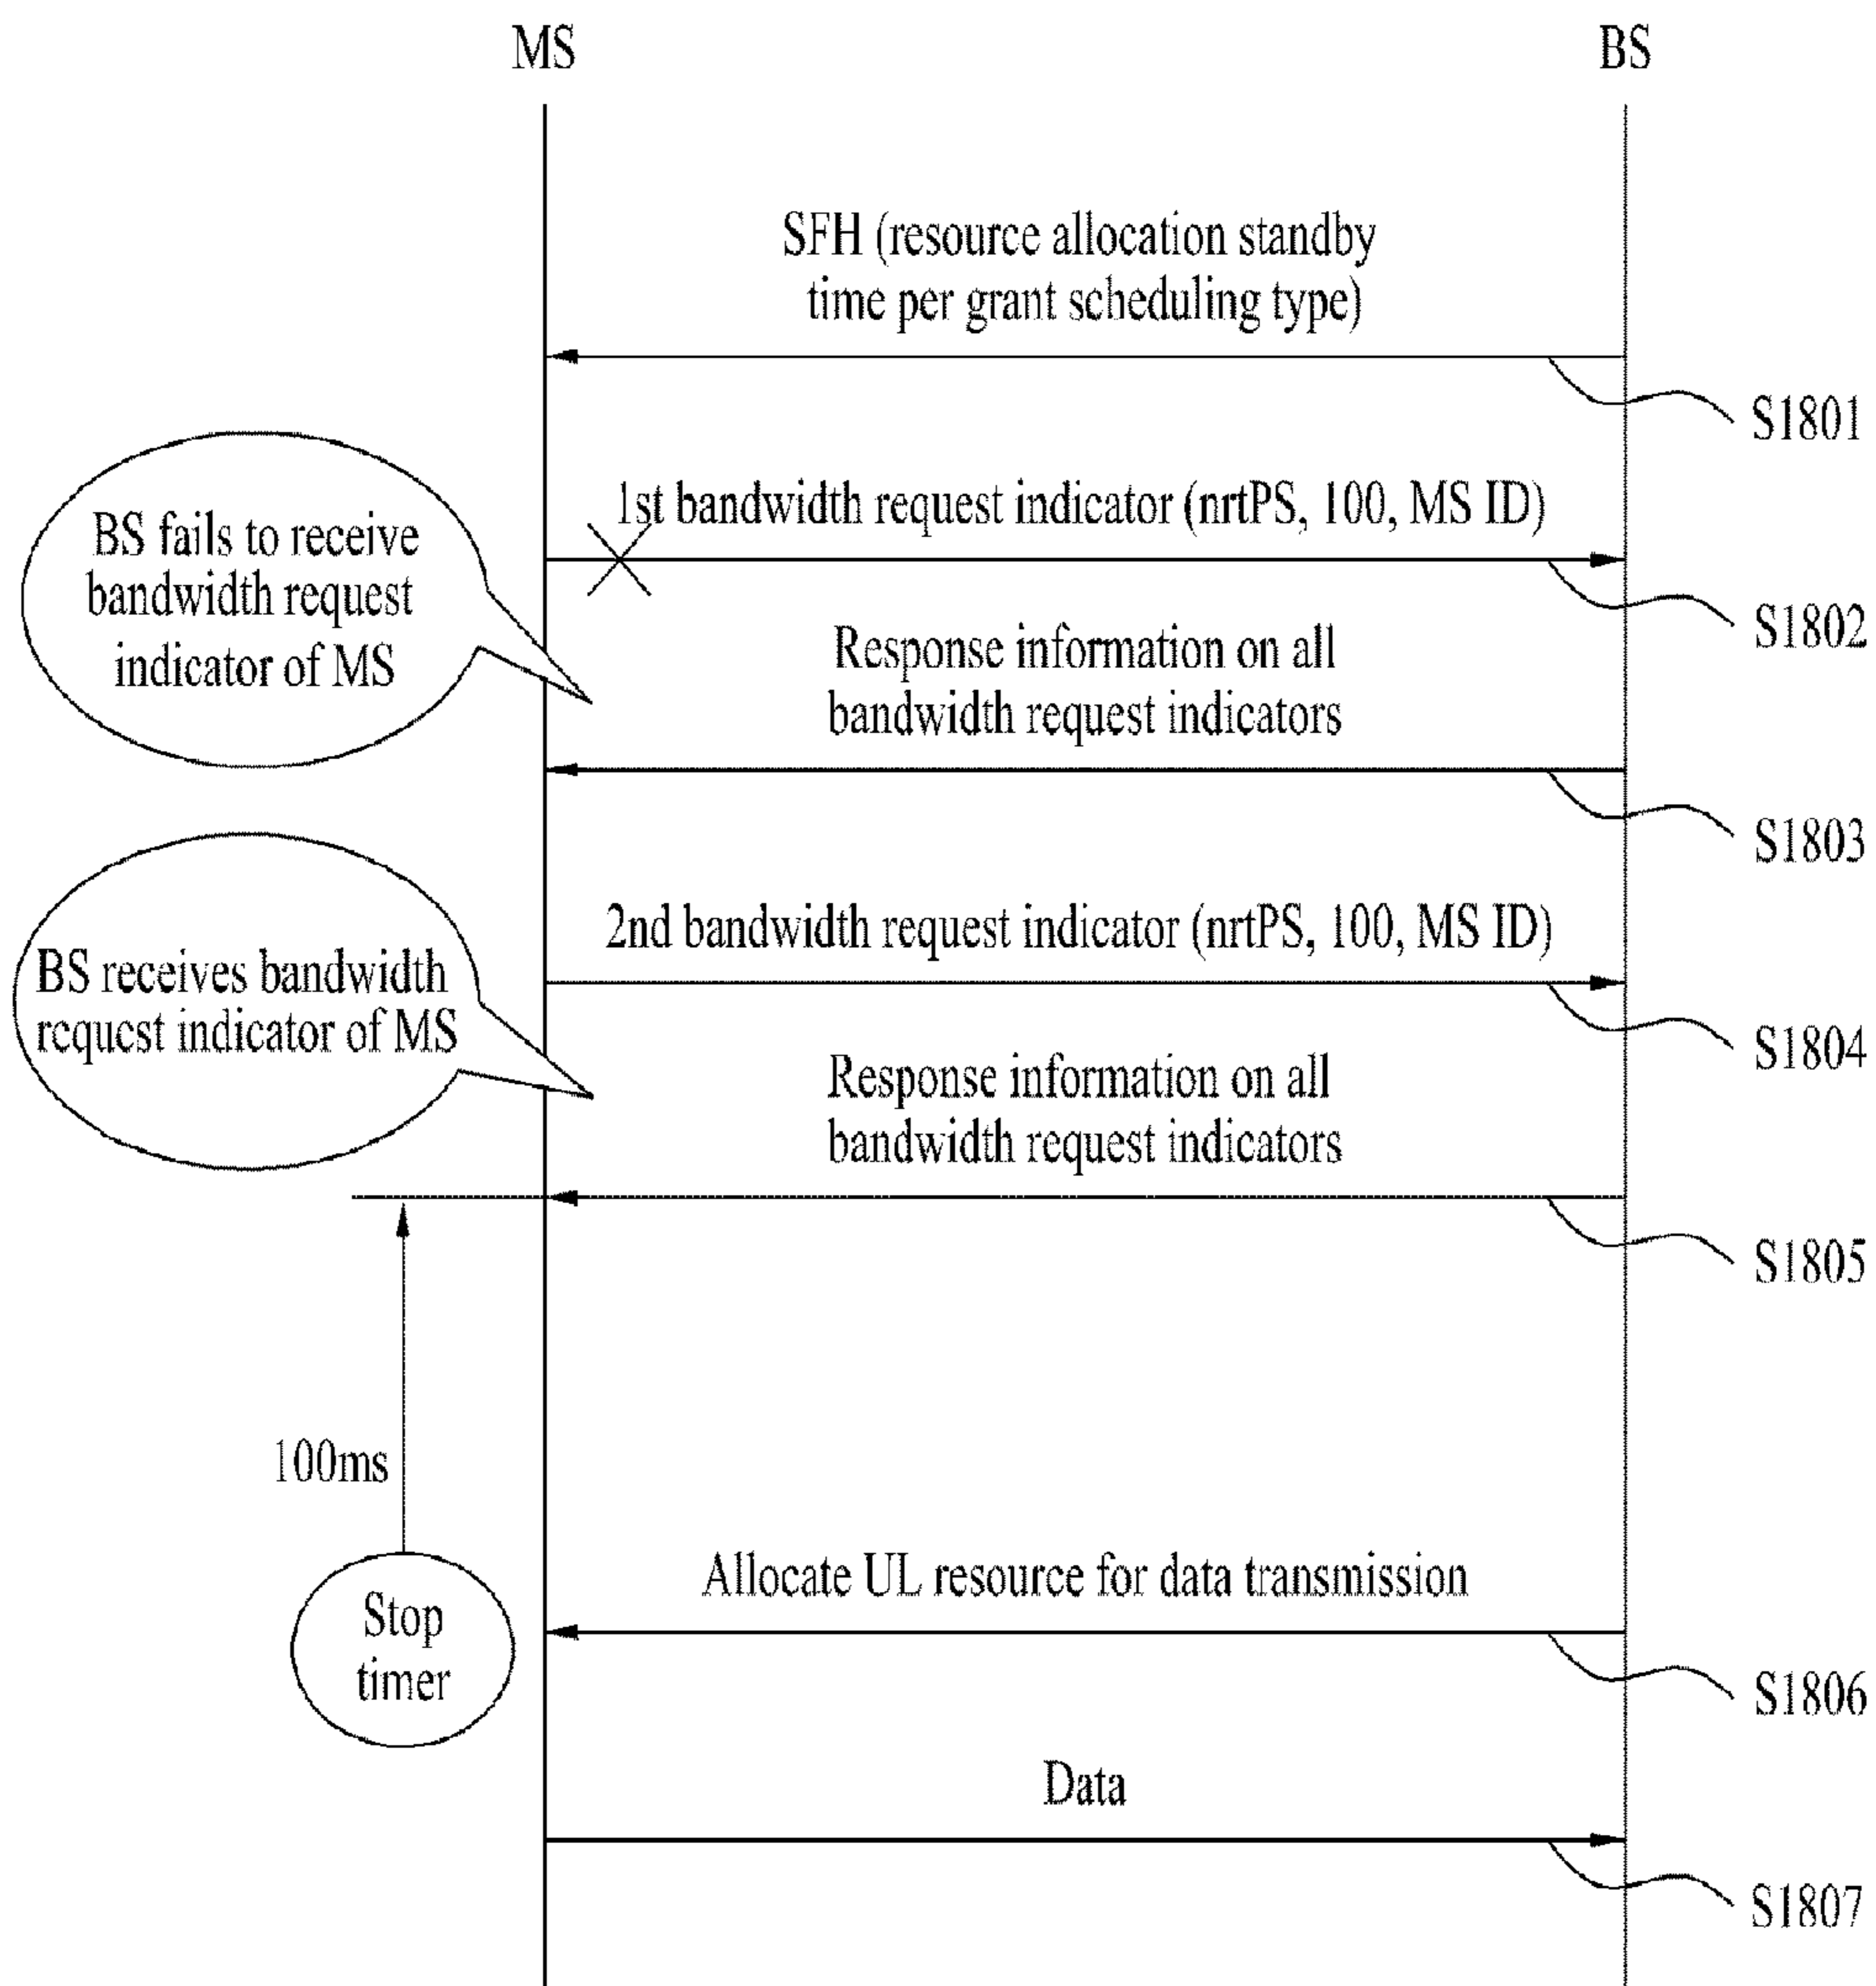 MS
BS
SFH (resource allocation standby
time per grant scheduling type)
S1801
1st bandwidth request indicator (nrtPS, 100, MS ID)
S1802
BS fails to receive
bandwidth request
indicator of MS
Response information on all
bandwidth request indicators
S1803
2nd bandwidth request indicator (nrtPS, 100, MS ID)
S1804
BS receives bandwidth
request indicator of MS
Response information on all
bandwidth request indicators
S1805
100ms
Stop
timer
Allocate UL resource for data transmission
S1806
Data
S1807